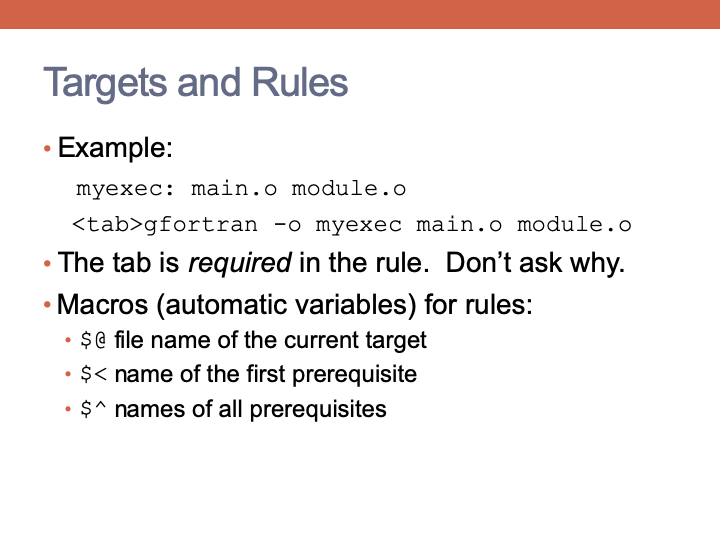 Targets and Rules
• Example:
myexec: main.o module.o
<tab>gfortran -o myexec main.o module.o
• The tab is required in the rule.  Don’t ask why.
• Macros (automatic variables) for rules:
• $@ file name of the current target
• $< name of the first prerequisite
• $^ names of all prerequisites